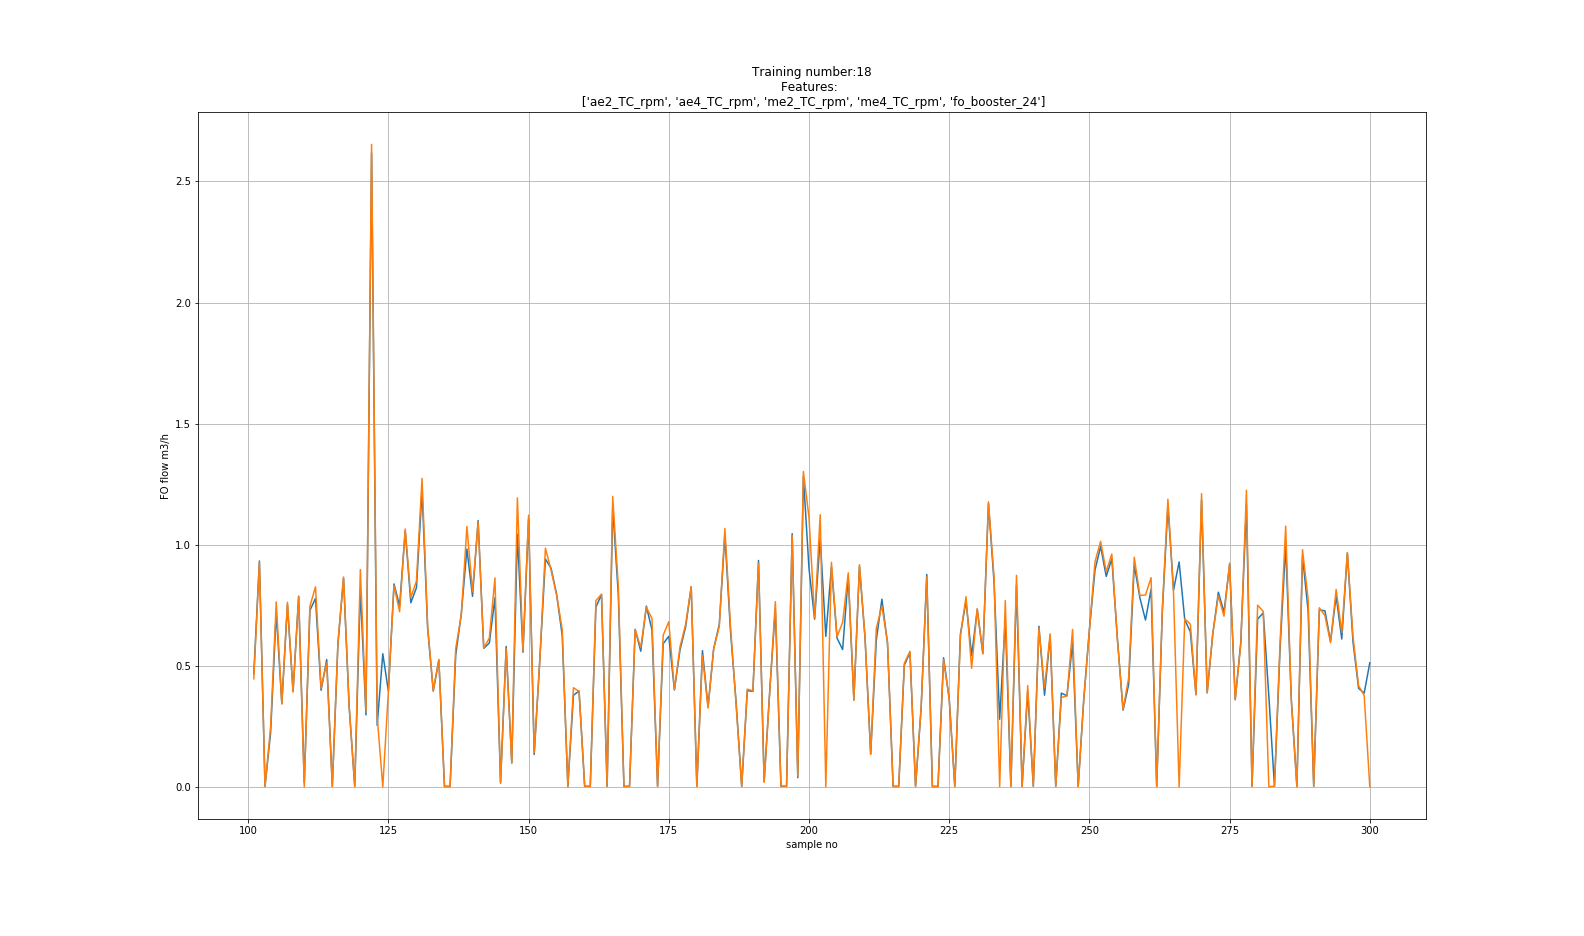 Training number:18
Features:
['ae2_TC_rpm', 'ae4_TC_rpm', 'me2_TC_rpm', 'me4_TC_rpm', 'fo_booster_24']
2.5
2.0
1.5
1.0
0.5
0.0
FO flow m3/h
100 125 150 175 200 225 250 275 300
sample no